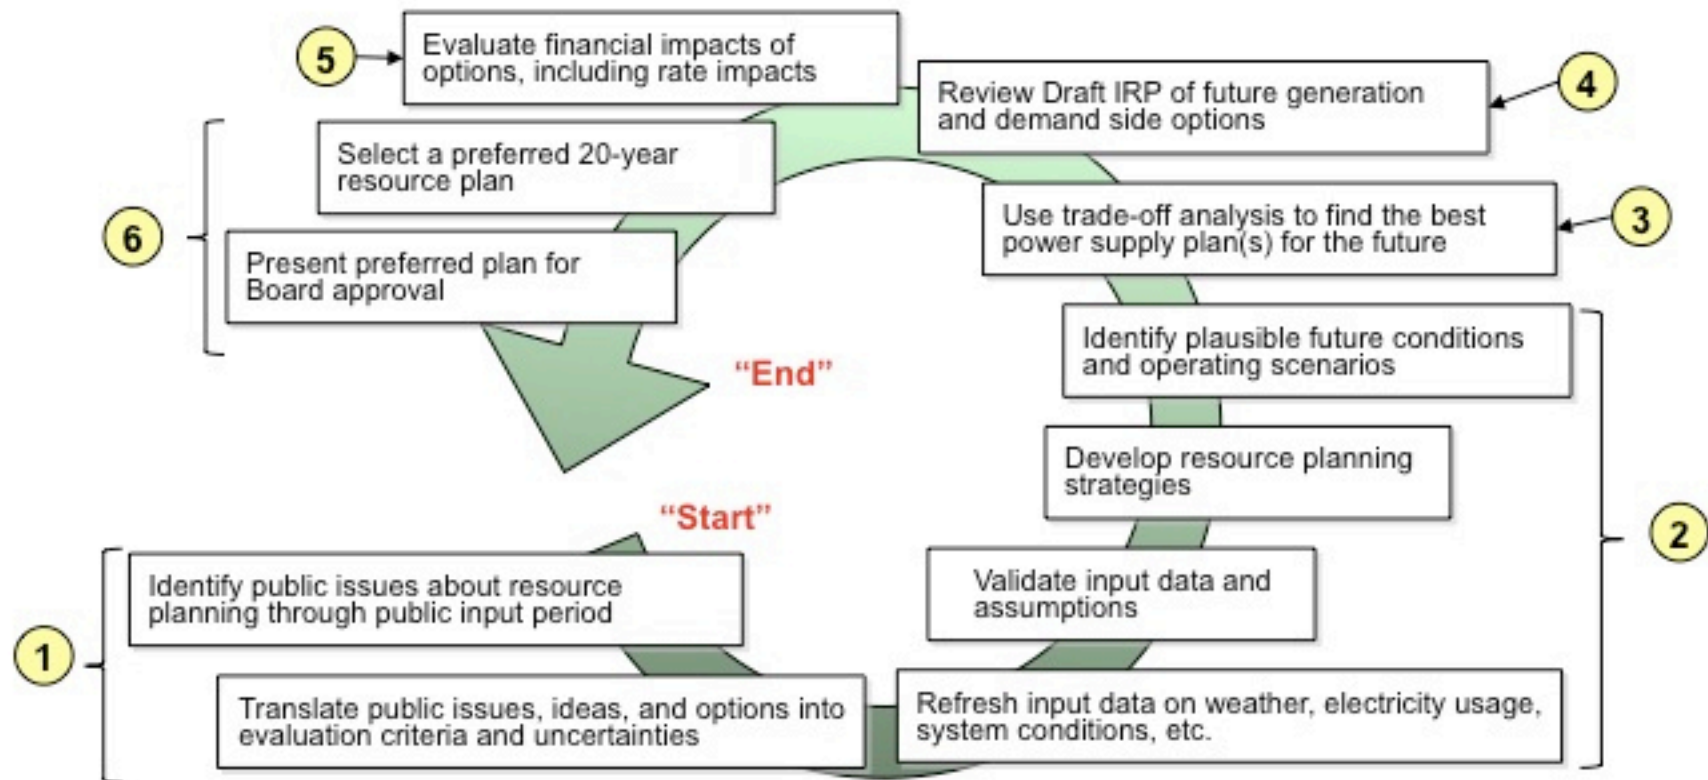 5
Evaluate financial impacts of
options, including rate impacts
4
Review Draft IRP of future generation
and demand side options
6
Select a preferred 20-year
resource plan
3
Use trade-off analysis to find the best
power supply plan(s) for the future
Present preferred plan for
Board approval
Identify plausible future conditions
and operating scenarios
“End”
Develop resource planning
strategies
“Start”
2
1
Identify public issues about resource
planning through public input period
Validate input data and
assumptions
Translate public issues, ideas, and options into
evaluation criteria and uncertainties
Refresh input data on weather, electricity usage,
system conditions, etc.